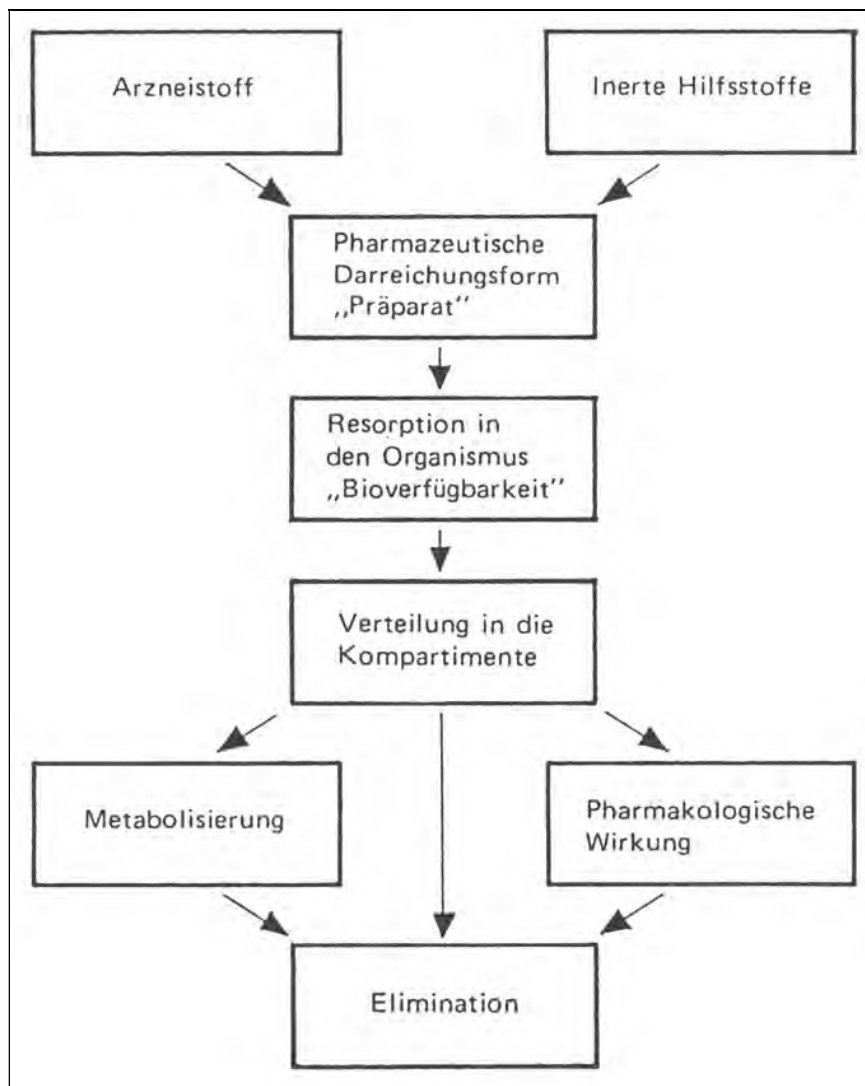 Arzneistoff
Inerte Hilfsstoffe
Pharmazeutische
Darreichungsform
,,Präparat"
Resorption in
den Organismus
,,Bioverfügbarkeit"
Verteilung in die
Kompartimente
Metabolisierung
Pharmakologische
Wirkung
Elimination